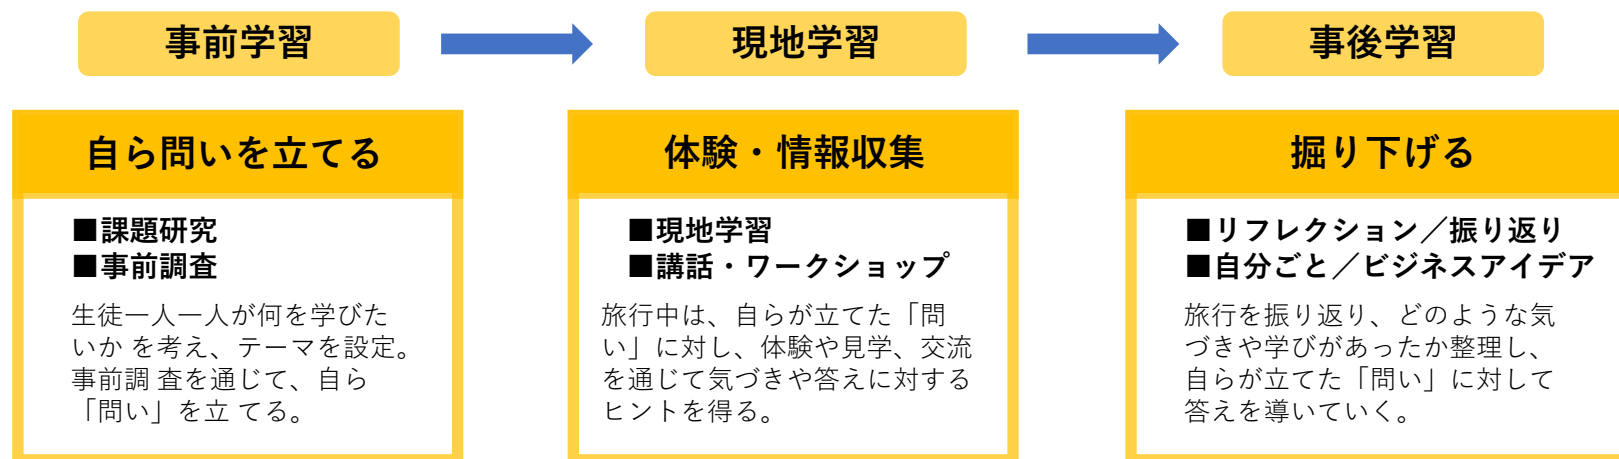 事前学習
現地学習
事後学習
自ら問いを立てる
■課題研究
■事前調査
生徒一人一人が何を学びた
いか を考え、テーマを設定。
事前調 査を通じて、自ら
「問い」を立 てる。
体験・情報収集
■現地学習
■講話・ワークショップ
旅行中は、自らが立てた「問
い」に対し、体験や見学、交流
を通じて気づきや答えに対する
ヒントを得る。
掘り下げる
■リフレクション／振り返り
■自分ごと／ビジネスアイデア
旅行を振り返り、どのような気
づきや学びがあったか整理し、
自らが立てた「問い」に対して
答えを導いていく。